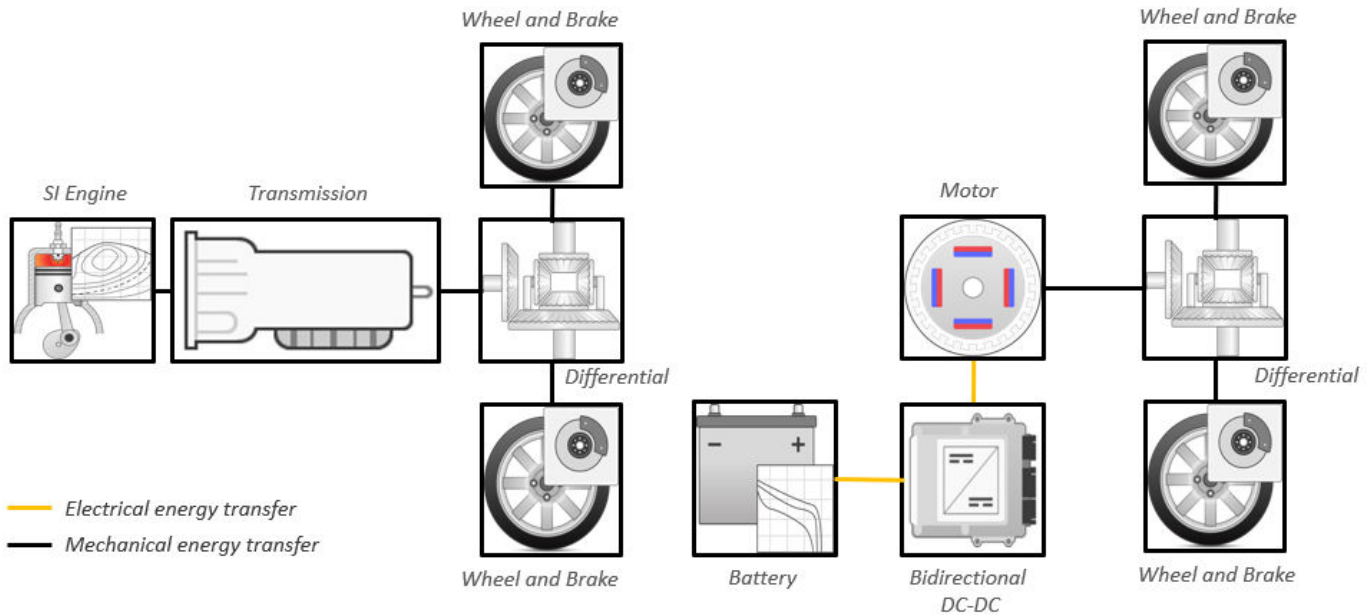 Wheel and Brake
Wheel and Brake
SI Engine
Transmission
Motor
Differential
Differential
- +
Electrical energy transfer
Mechanical energy transfer
Wheel and Brake
Battery
Bidirectional
DC-DC
Wheel and Brake